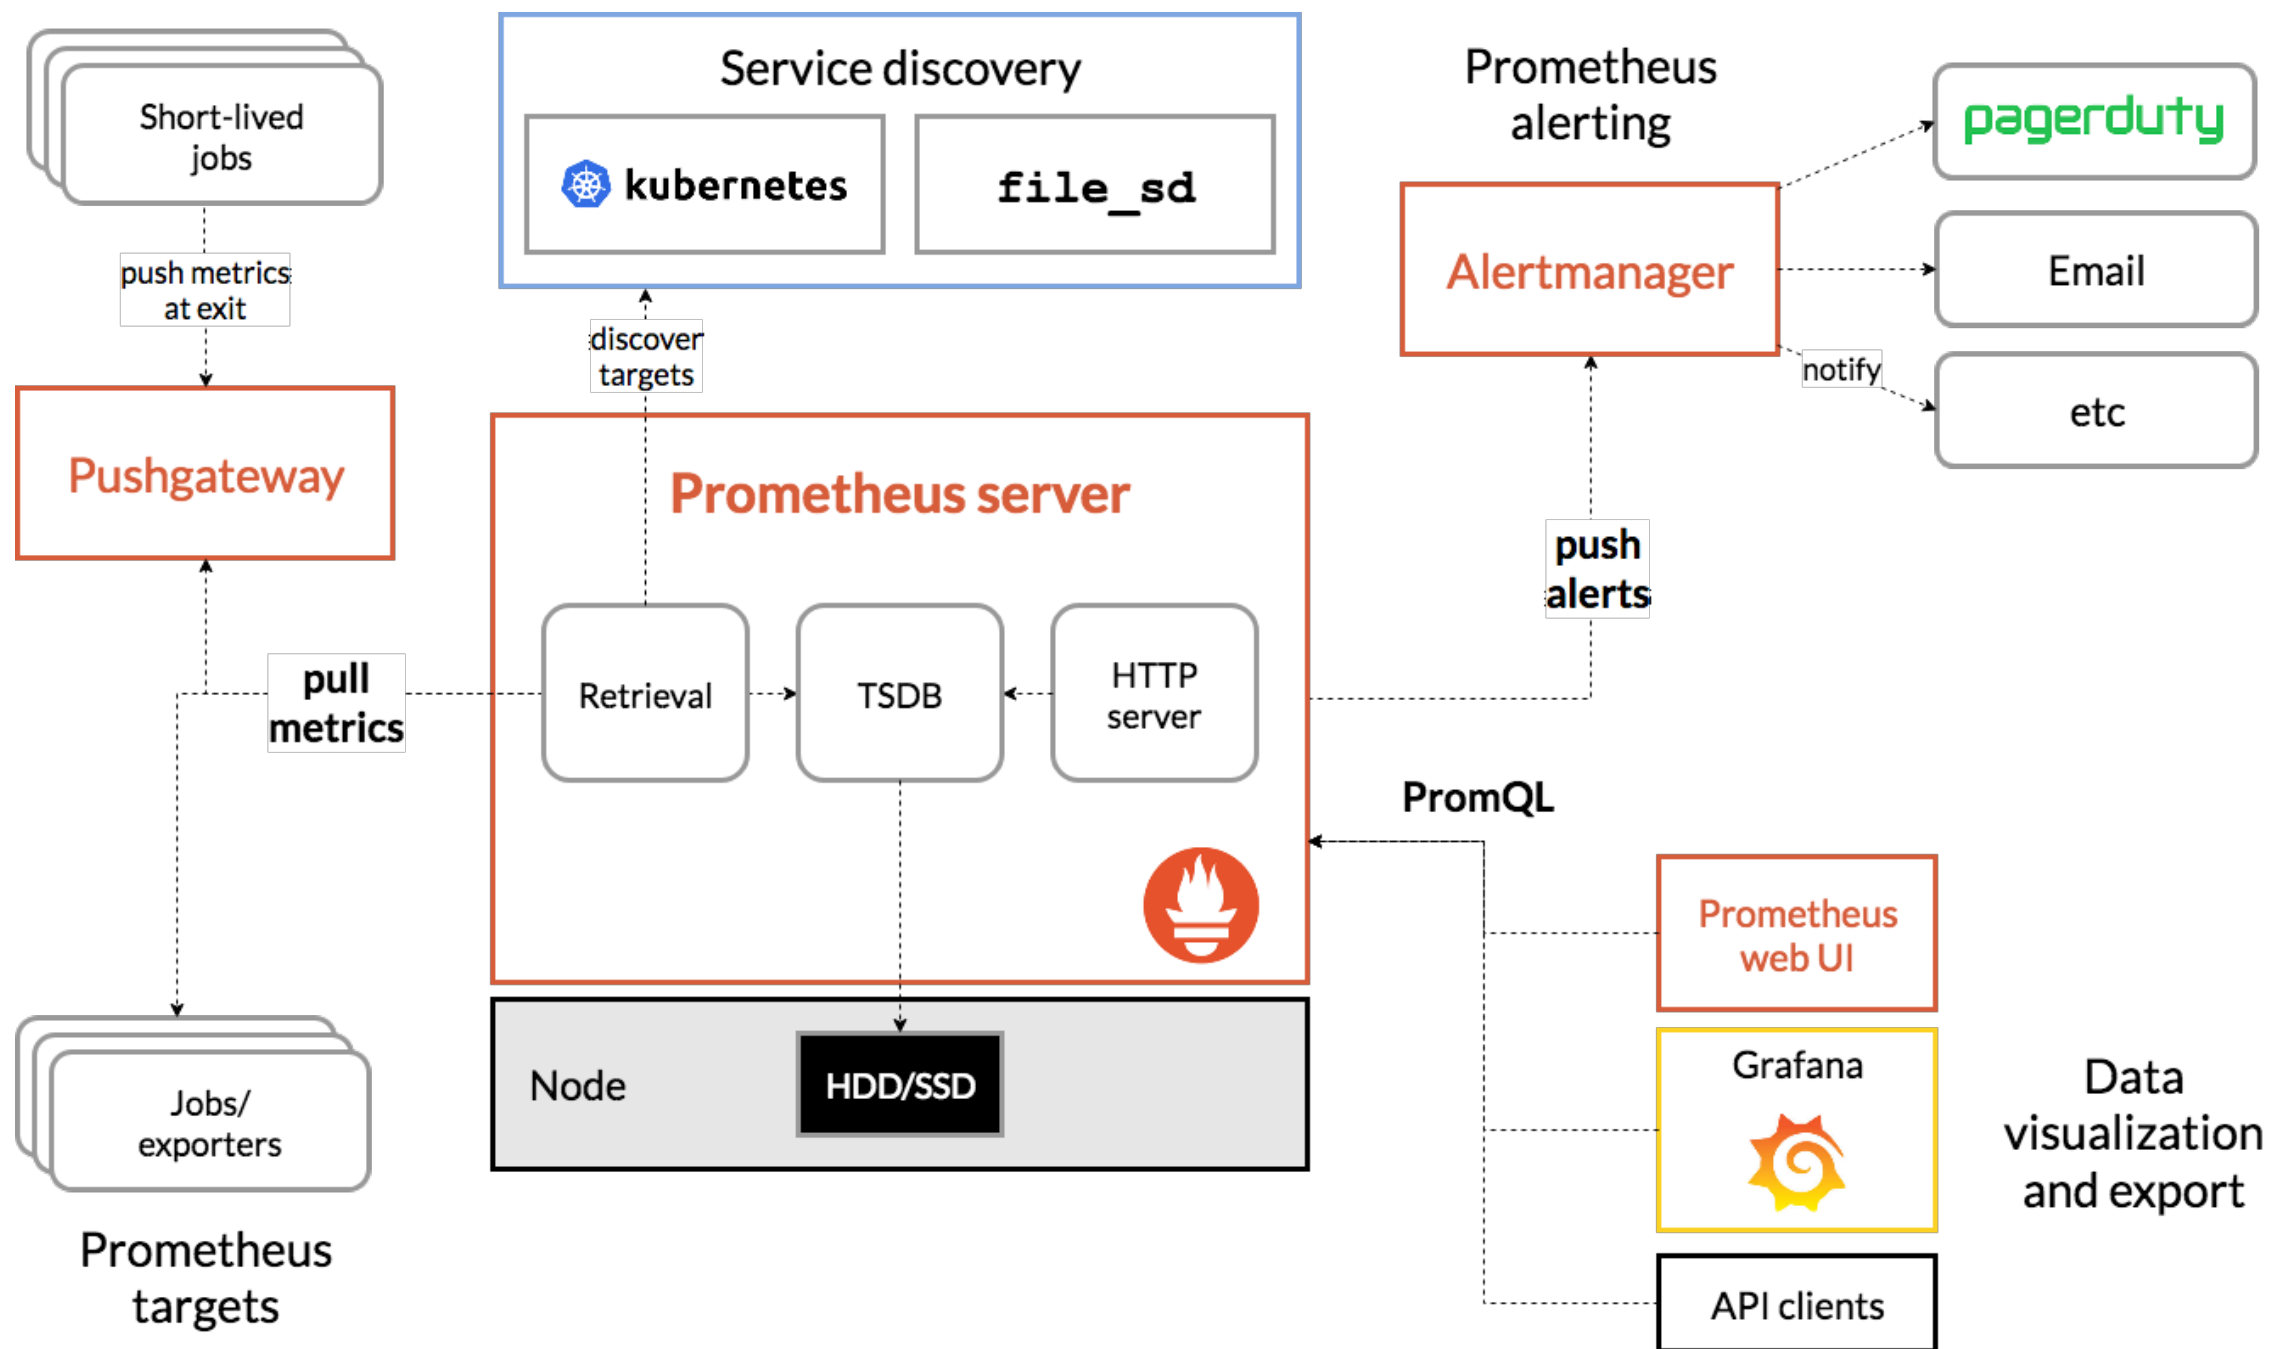 Short-lived
jobs
push metrics
at exit
Pushgateway
pull
metrics
Jobs/
exporters
Prometheus
targets
Service discovery
kubernetes
file_sd
discover
targets
Prometheus server
Retrieval
TSDB
HTTP
server
Node
HDD/SSD
Prometheus
alerting
Alertmanager
pagerduty
Email
notify
etc
push
alerts
PromQL
Prometheus
web UI
Grafana
API clients
Data
visualization
and export